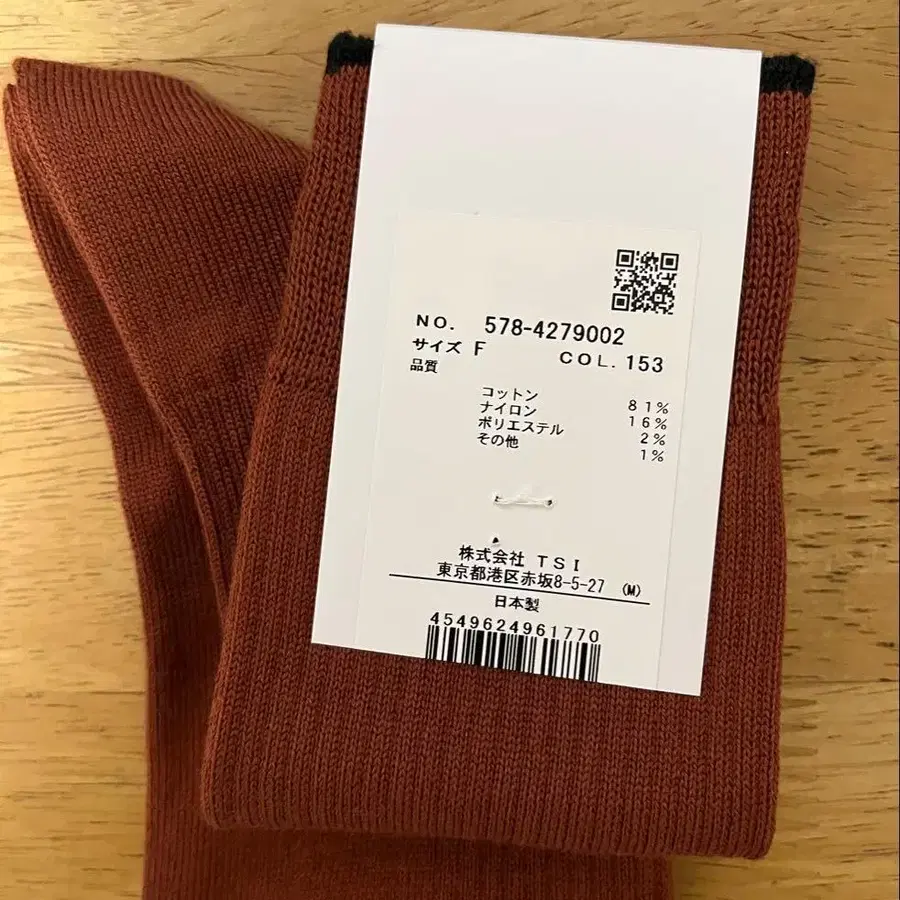 NO. 578-4279002
サイズ F COL. 153
品質
コットン 81%
ナイロン 16%
ポリエステル 2%
その他 1%
株式会社 TSI
東京都港区赤坂8-5-27 (M)
日本製
4549624961770